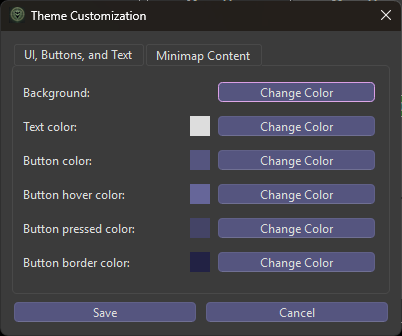 Theme Customization
UI, Buttons, and Text
Minimap Content
Background:
Change Color
Text color:
Change Color
Button color:
Change Color
Button hover color:
Change Color
Button pressed color:
Change Color
Button border color:
Change Color
Save
Cancel